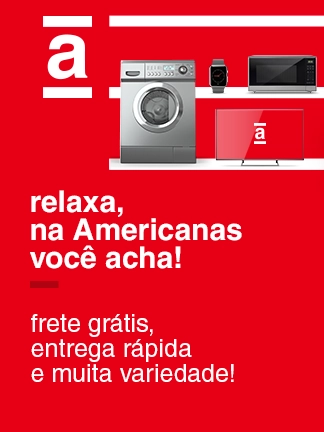 a
a
relaxa,
na Americanas
você acha!
frete grátis,
entrega rápida
e muita variedade!